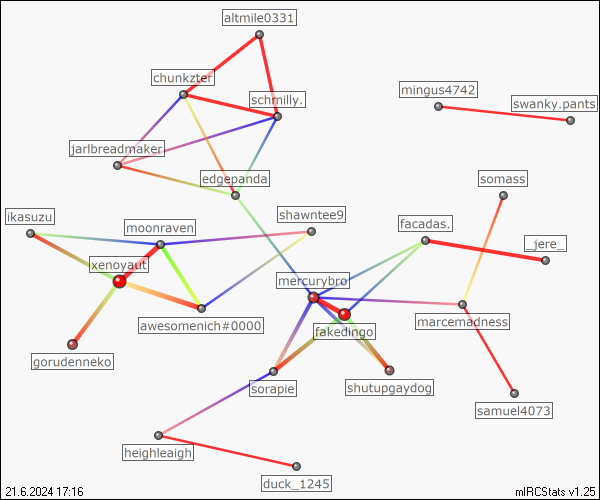 altmile0331
chunkzter
mingus4742
schmilly.
swanky.pants
jarlbreadmaker
edgepanda
somass
ikasuzu
shawntee9
moonraven
facadas.
_jere_
xenoyaut
mercurybro
awesomenich#0000
marcemadness
fakedingo
gorudenneko
sorapie
shutupgaydog
samuel4073
heighleaigh
duck_1245
21.6.2024 17:16
mIRCStats v1.25